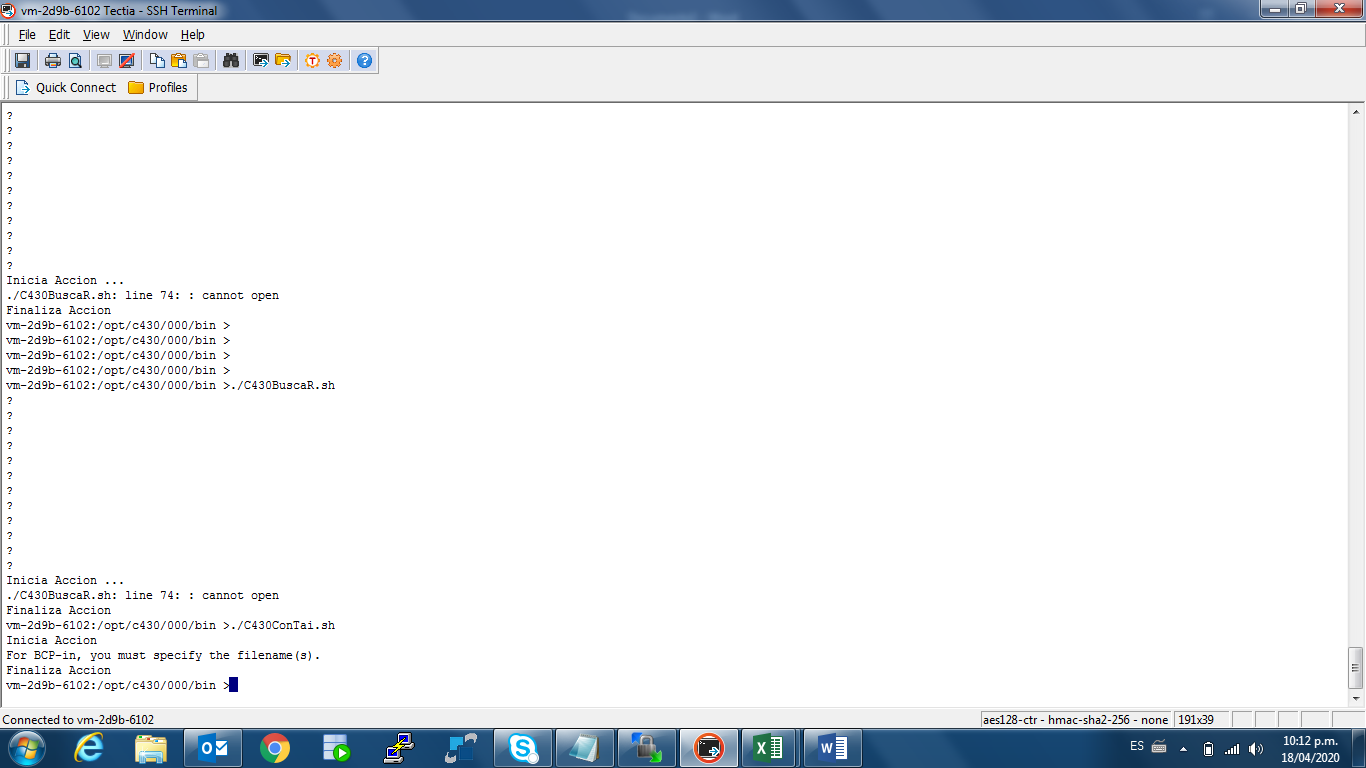 vm-2d9b-6102 Tectia - SSH Terminal
File Edit View Window Help
Quick Connect Profiles
?
?
?
?
?
?
?
?
?
?
?
Inicia Accion ...
./C430BuscaR.sh: line 74: : cannot open
Finaliza Accion
vm-2d9b-6102:/opt/c430/000/bin >
vm-2d9b-6102:/opt/c430/000/bin >
vm-2d9b-6102:/opt/c430/000/bin >
vm-2d9b-6102:/opt/c430/000/bin >
vm-2d9b-6102:/opt/c430/000/bin >./C430BuscaR.sh
?
?
?
?
?
?
?
?
?
?
?
?
Inicia Accion ...
./C430BuscaR.sh: line 74: : cannot open
Finaliza Accion
vm-2d9b-6102:/opt/c430/000/bin >./C430ConTai.sh
Inicia Accion
For BCP-in, you must specify the filename(s).
Finaliza Accion
vm-2d9b-6102:/opt/c430/000/bin >
Connected to vm-2d9b-6102 aes128-ctr - hmac-sha2-256 - none 191x39
ES 10:12 p.m.
18/04/2020